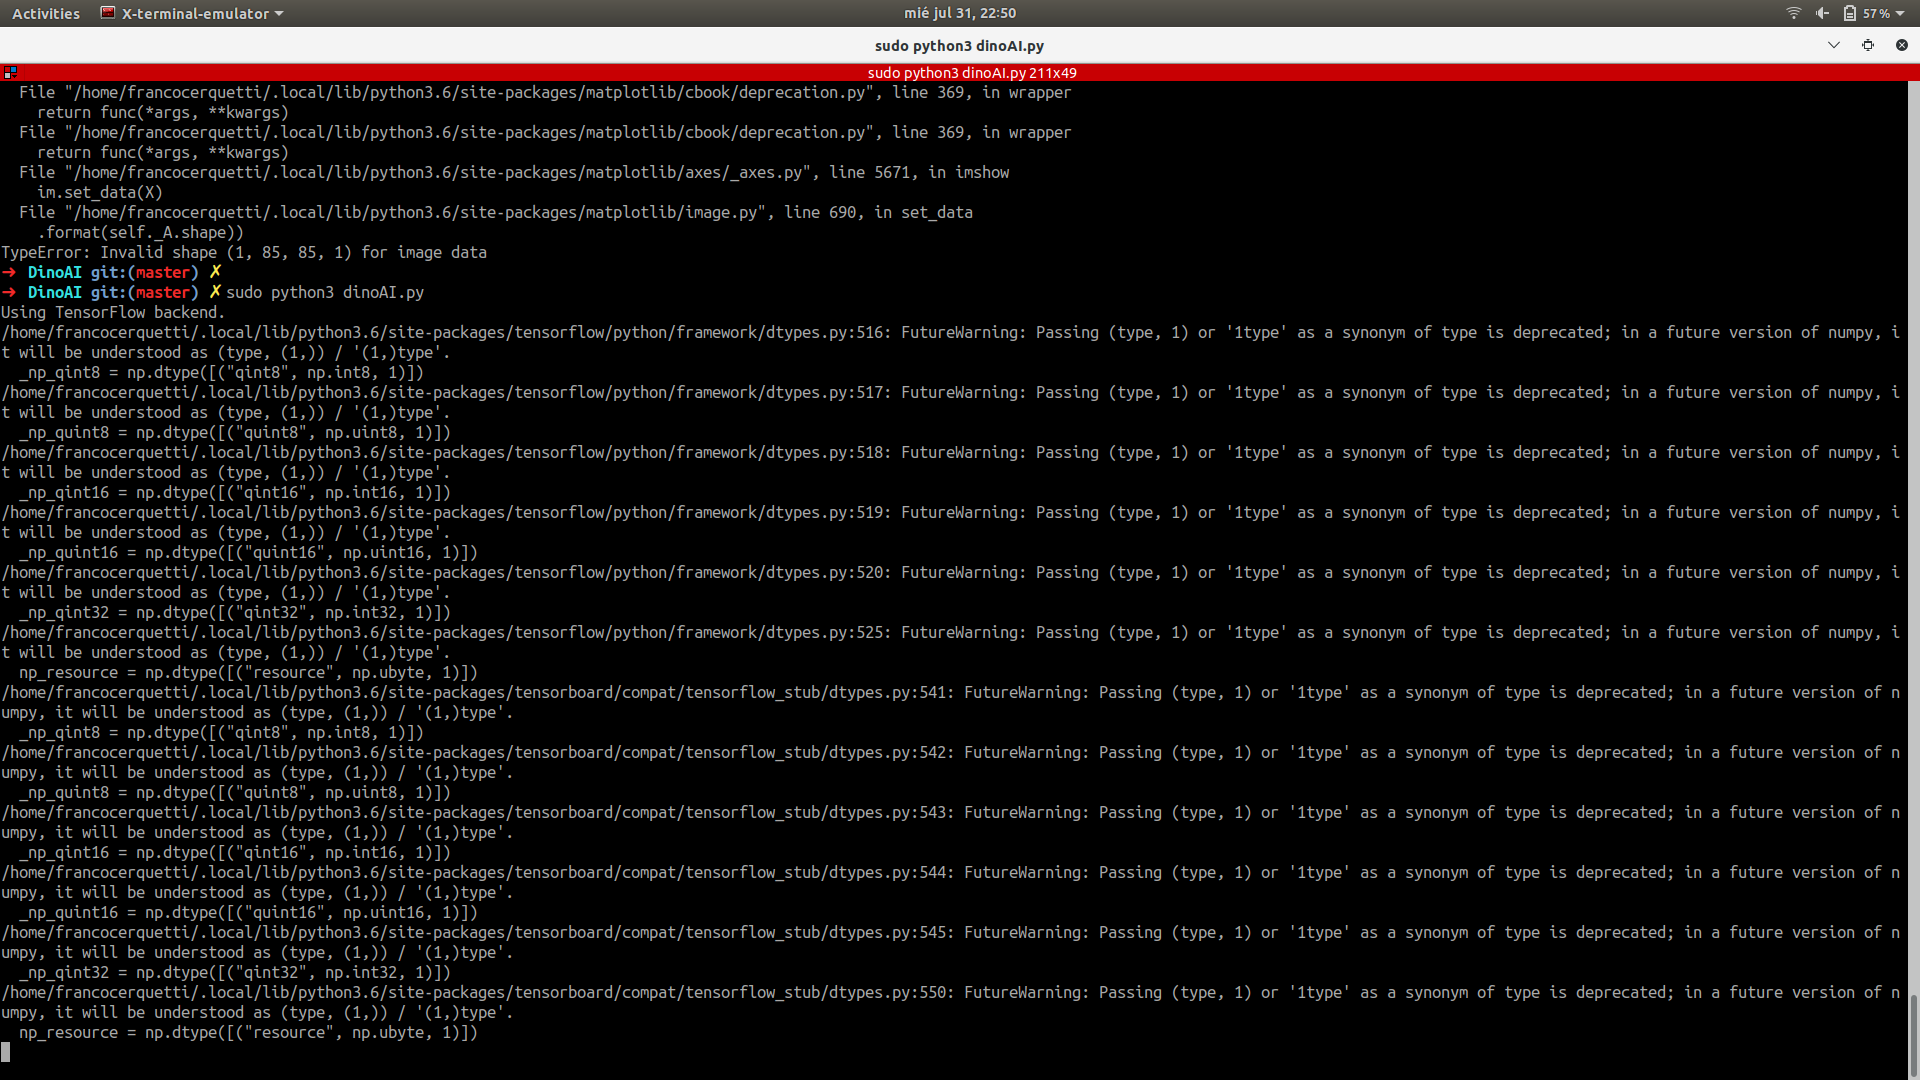 Activities X-terminal-emulator mié jul 31, 22:50 57 %
sudo python3 dinoAI.py
sudo python3 dinoAI.py 211x49
File "/home/francocerquetti/.local/lib/python3.6/site-packages/matplotlib/cbook/deprecation.py", line 369, in wrapper
return func(*args, **kwargs)
File "/home/francocerquetti/.local/lib/python3.6/site-packages/matplotlib/cbook/deprecation.py", line 369, in wrapper
return func(*args, **kwargs)
File "/home/francocerquetti/.local/lib/python3.6/site-packages/matplotlib/axes/_axes.py", line 5671, in imshow
im.set_data(X)
File "/home/francocerquetti/.local/lib/python3.6/site-packages/matplotlib/image.py", line 690, in set_data
.format(self._A.shape))
TypeError: Invalid shape (1, 85, 85, 1) for image data
➜ DinoAI git:(master) ✗
➜ DinoAI git:(master) ✗ sudo python3 dinoAI.py
Using TensorFlow backend.
/home/francocerquetti/.local/lib/python3.6/site-packages/tensorflow/python/framework/dtypes.py:516: FutureWarning: Passing (type, 1) or '1type' as a synonym of type is deprecated; in a future version of numpy, i
t will be understood as (type, (1,)) / '(1,)type'.
_np_qint8 = np.dtype([("qint8", np.int8, 1)])
/home/francocerquetti/.local/lib/python3.6/site-packages/tensorflow/python/framework/dtypes.py:517: FutureWarning: Passing (type, 1) or '1type' as a synonym of type is deprecated; in a future version of numpy, i
t will be understood as (type, (1,)) / '(1,)type'.
_np_quint8 = np.dtype([("quint8", np.uint8, 1)])
/home/francocerquetti/.local/lib/python3.6/site-packages/tensorflow/python/framework/dtypes.py:518: FutureWarning: Passing (type, 1) or '1type' as a synonym of type is deprecated; in a future version of numpy, i
t will be understood as (type, (1,)) / '(1,)type'.
_np_qint16 = np.dtype([("qint16", np.int16, 1)])
/home/francocerquetti/.local/lib/python3.6/site-packages/tensorflow/python/framework/dtypes.py:519: FutureWarning: Passing (type, 1) or '1type' as a synonym of type is deprecated; in a future version of numpy, i
t will be understood as (type, (1,)) / '(1,)type'.
_np_quint16 = np.dtype([("quint16", np.uint16, 1)])
/home/francocerquetti/.local/lib/python3.6/site-packages/tensorflow/python/framework/dtypes.py:520: FutureWarning: Passing (type, 1) or '1type' as a synonym of type is deprecated; in a future version of numpy, i
t will be understood as (type, (1,)) / '(1,)type'.
_np_qint32 = np.dtype([("qint32", np.int32, 1)])
/home/francocerquetti/.local/lib/python3.6/site-packages/tensorflow/python/framework/dtypes.py:525: FutureWarning: Passing (type, 1) or '1type' as a synonym of type is deprecated; in a future version of numpy, i
t will be understood as (type, (1,)) / '(1,)type'.
np_resource = np.dtype([("resource", np.ubyte, 1)])
/home/francocerquetti/.local/lib/python3.6/site-packages/tensorboard/compat/tensorflow_stub/dtypes.py:541: FutureWarning: Passing (type, 1) or '1type' as a synonym of type is deprecated; in a future version of n
umpy, it will be understood as (type, (1,)) / '(1,)type'.
_np_qint8 = np.dtype([("qint8", np.int8, 1)])
/home/francocerquetti/.local/lib/python3.6/site-packages/tensorboard/compat/tensorflow_stub/dtypes.py:542: FutureWarning: Passing (type, 1) or '1type' as a synonym of type is deprecated; in a future version of n
umpy, it will be understood as (type, (1,)) / '(1,)type'.
_np_quint8 = np.dtype([("quint8", np.uint8, 1)])
/home/francocerquetti/.local/lib/python3.6/site-packages/tensorboard/compat/tensorflow_stub/dtypes.py:543: FutureWarning: Passing (type, 1) or '1type' as a synonym of type is deprecated; in a future version of n
umpy, it will be understood as (type, (1,)) / '(1,)type'.
_np_qint16 = np.dtype([("qint16", np.int16, 1)])
/home/francocerquetti/.local/lib/python3.6/site-packages/tensorboard/compat/tensorflow_stub/dtypes.py:544: FutureWarning: Passing (type, 1) or '1type' as a synonym of type is deprecated; in a future version of n
umpy, it will be understood as (type, (1,)) / '(1,)type'.
_np_quint16 = np.dtype([("quint16", np.uint16, 1)])
/home/francocerquetti/.local/lib/python3.6/site-packages/tensorboard/compat/tensorflow_stub/dtypes.py:545: FutureWarning: Passing (type, 1) or '1type' as a synonym of type is deprecated; in a future version of n
umpy, it will be understood as (type, (1,)) / '(1,)type'.
_np_qint32 = np.dtype([("qint32", np.int32, 1)])
/home/francocerquetti/.local/lib/python3.6/site-packages/tensorboard/compat/tensorflow_stub/dtypes.py:550: FutureWarning: Passing (type, 1) or '1type' as a synonym of type is deprecated; in a future version of n
umpy, it will be understood as (type, (1,)) / '(1,)type'.
np_resource = np.dtype([("resource", np.ubyte, 1)])